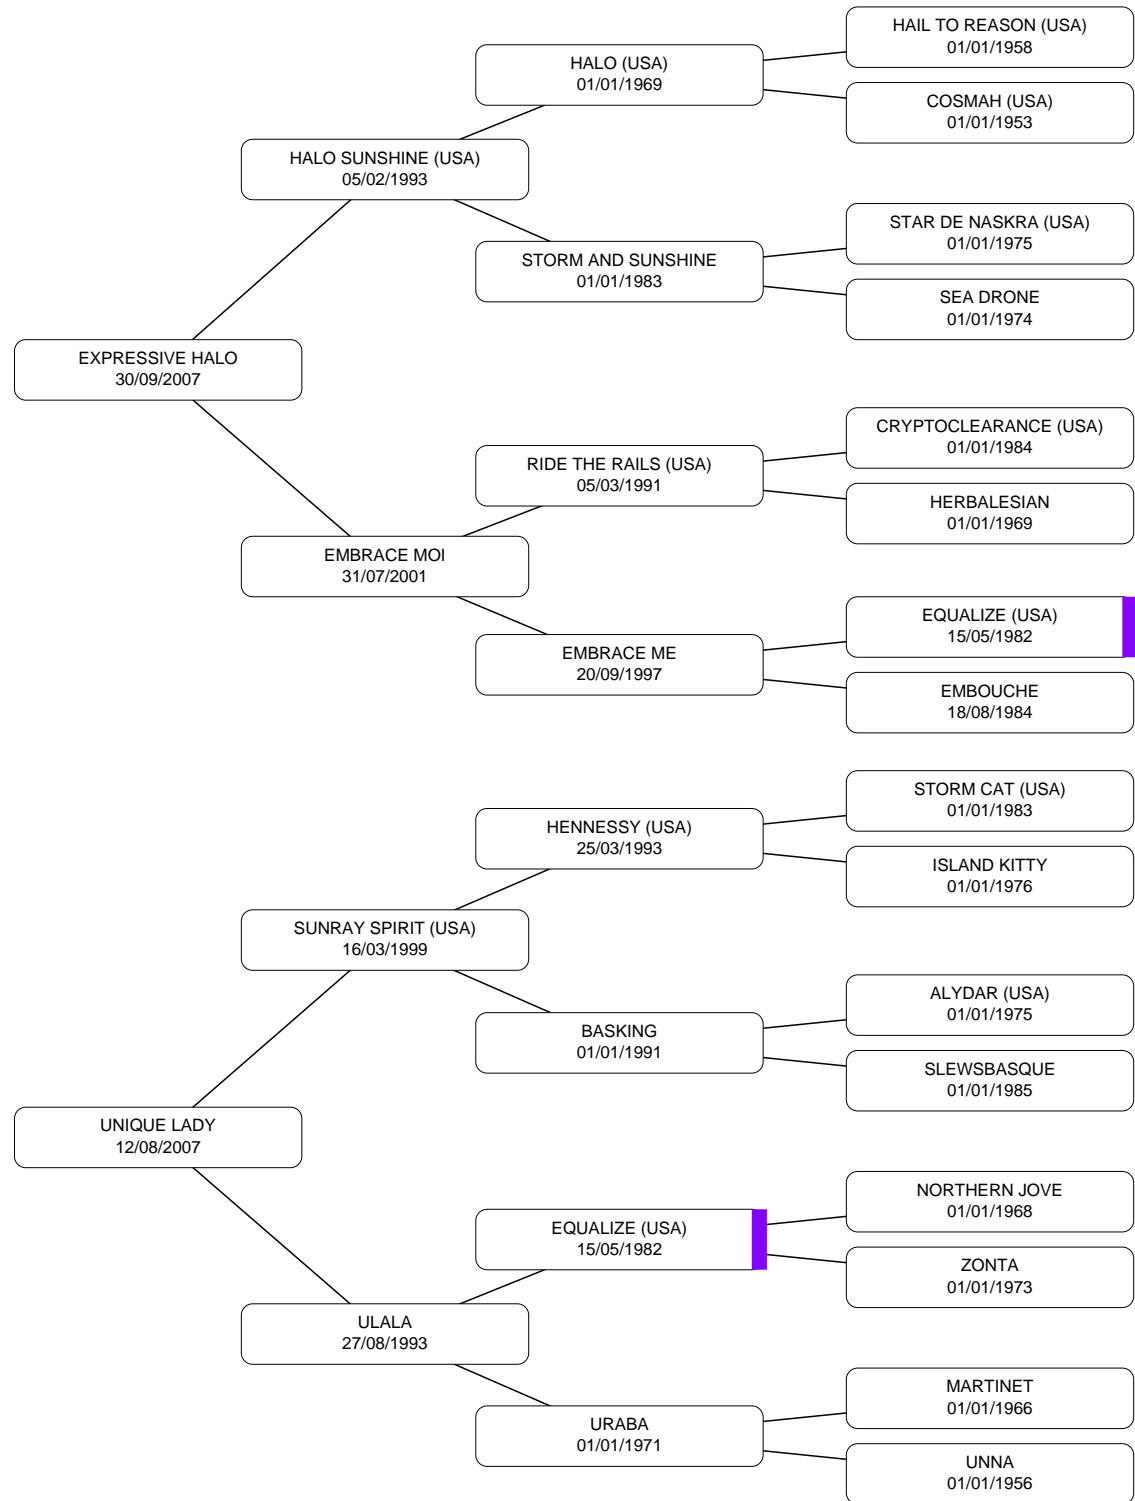 HAIL TO REASON (USA)
01/01/1958
HALO (USA)
01/01/1969
COSMAH (USA)
01/01/1953
HALO SUNSHINE (USA)
05/02/1993
STAR DE NASKRA (USA)
01/01/1975
STORM AND SUNSHINE
01/01/1983
SEA DRONE
01/01/1974
EXPRESSIVE HALO
30/09/2007
CRYPTOCLEARANCE (USA)
01/01/1984
RIDE THE RAILS (USA)
05/03/1991
HERBALESIAN
01/01/1969
EMBRACE MOI
31/07/2001
EQUALIZE (USA)
15/05/1982
EMBRACE ME
20/09/1997
EMBOUCHE
18/08/1984
STORM CAT (USA)
01/01/1983
HENNESSY (USA)
25/03/1993
ISLAND KITTY
01/01/1976
SUNRAY SPIRIT (USA)
16/03/1999
ALYDAR (USA)
01/01/1975
BASKING
01/01/1991
SLEWSBASQUE
01/01/1985
UNIQUE LADY
12/08/2007
NORTHERN JOVE
01/01/1968
EQUALIZE (USA)
15/05/1982
ZONTA
01/01/1973
ULALA
27/08/1993
MARTINET
01/01/1966
URABA
01/01/1971
UNNA
01/01/1956